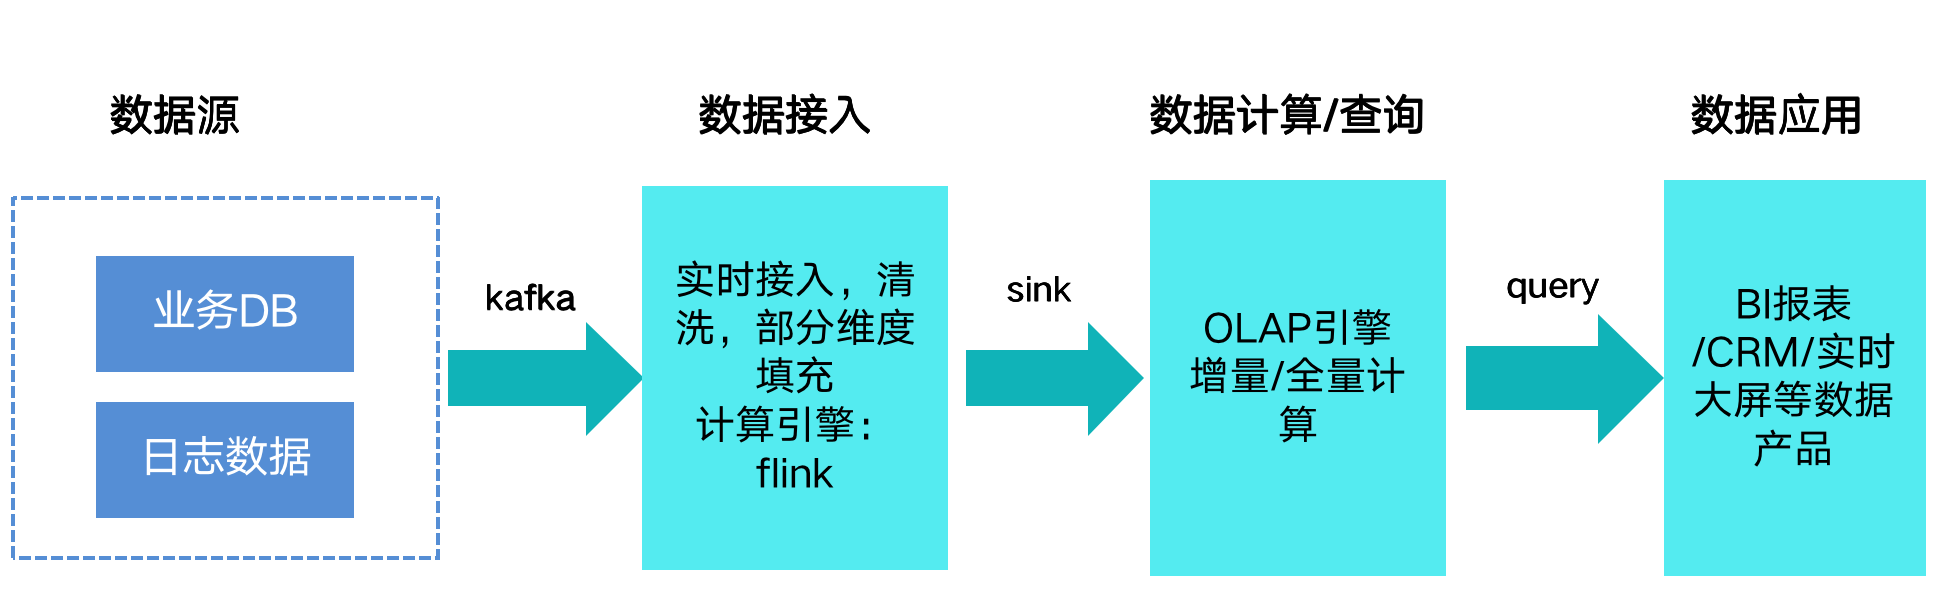 数据源
数据接入
数据计算/查询
数据应用
业务DB
日志数据
kafka
实时接入，清
洗，部分维度
填充
计算引擎：
flink
sink
OLAP引擎
增量/全量计
算
query
BI报表
/CRM/实时
大屏等数据
产品